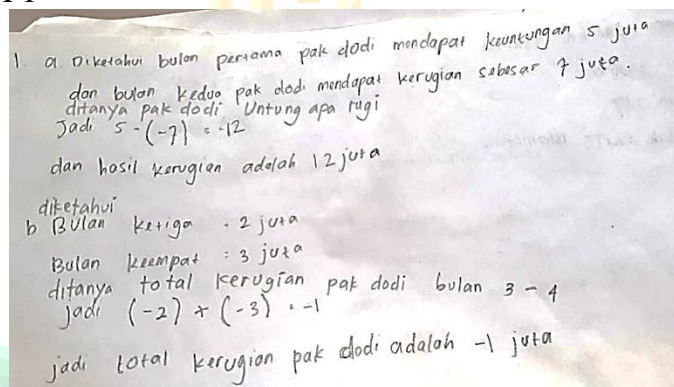 1. a. Diketahui bulan pertama pak dodi mendapat keuntungan 5 juta
dan bulan kedua pak dodi mendapat kerugian sebesar 7 juta.
ditanya pak dodi Untung apa rugi
Jadi 5 - (-7) = -12
dan hasil kerugian adalah 12 juta
diketahui
b Bulan ketiga = 2 juta
Bulan keempat : 3 juta
ditanya total kerugian pak dodi bulan 3 - 4
jadi (-2) + (-3) = -1
jadi total kerugian pak dodi adalah -1 juta